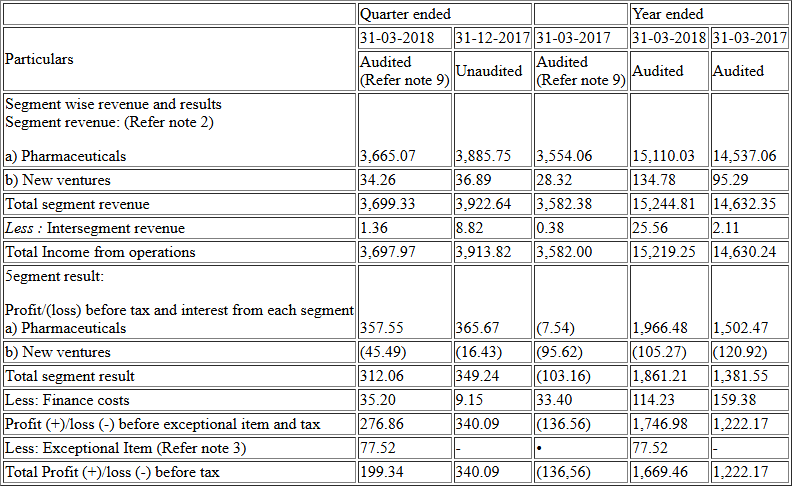 Quarter ended Year ended
Particulars 31-03-2018 31-12-2017 31-03-2017 31-03-2018 31-03-2017
Audited (Refer note 9) Unaudited Audited (Refer note 9) Audited Audited
Segment wise revenue and results
Segment revenue: (Refer note 2)
a) Pharmaceuticals 3,665.07 3,885.75 3,554.06 15,110.03 14,537.06
b) New ventures 34.26 36.89 28.32 134.78 95.29
Total segment revenue 3,699.33 3,922.64 3,582.38 15,244.81 14,632.35
Less : Intersegment revenue 1.36 8.82 0.38 25.56 2.11
Total Income from operations 3,697.97 3,913.82 3,582.00 15,219.25 14,630.24
5egment result:
Profit/(loss) before tax and interest from each segment
a) Pharmaceuticals 357.55 365.67 (7.54) 1,966.48 1,502.47
b) New ventures (45.49) (16.43) (95.62) (105.27) (120.92)
Total segment result 312.06 349.24 (103.16) 1,861.21 1,381.55
Less: Finance costs 35.20 9.15 33.40 114.23 159.38
Profit (+)/loss (-) before exceptional item and tax 276.86 340.09 (136.56) 1,746.98 1,222.17
Less: Exceptional Item (Refer note 3) 77.52 - • 77.52 -
Total Profit (+)/loss (-) before tax 199.34 340.09 (136,56) 1,669.46 1,222.17